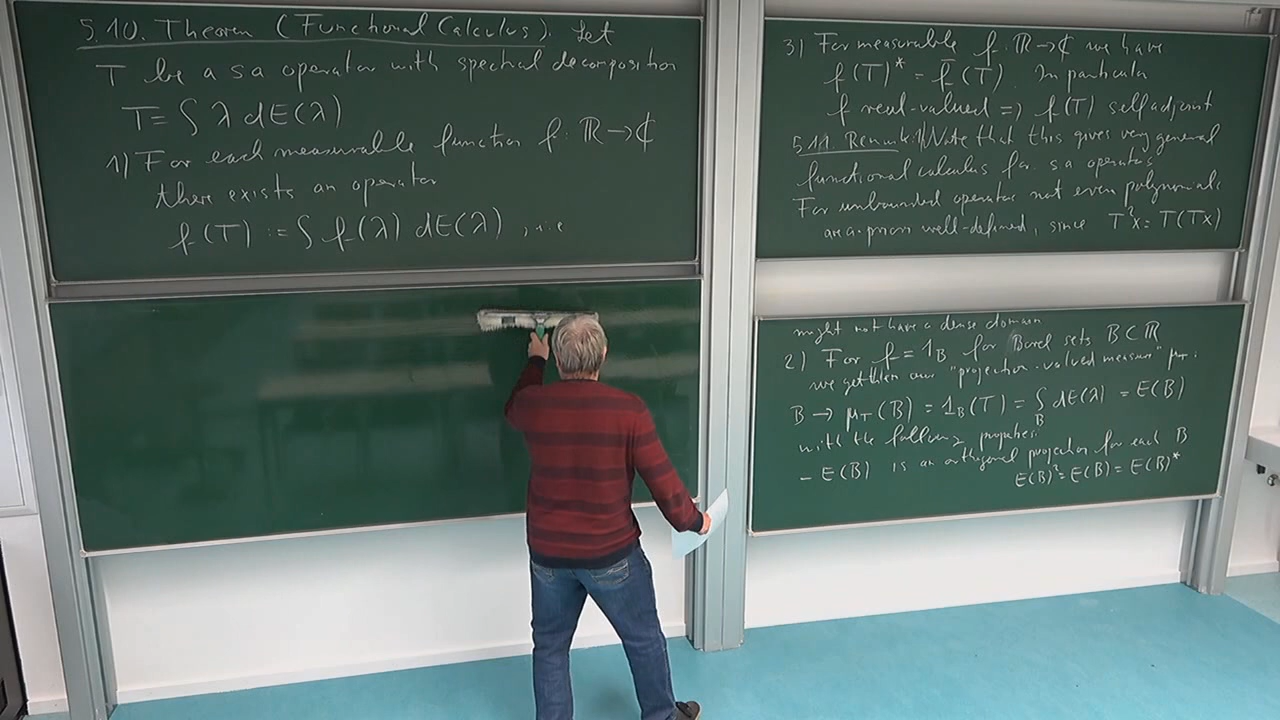 5.10. Theorem (Functional Calculus). Let
T be a sa operator with spectral decomposition
T = ∫ λ dE(λ)
1) For each measurable function f: ℝ → ℂ
there exists an operator
f(T) := ∫ f(λ) dE(λ), i.e
3) For measurable f: ℝ → ℂ we have
f(T)* = f̄(T) In particular
f real-valued => f(T) selfadjoint
5.11. Remark: 1) Note that this gives very general
functional calculus for sa operators
For unbounded operator not even polynomials
are a-priori well-defined, since T²x = T(Tx)
might not have a dense domain
2) For f = 1_B for Borel sets B ⊂ ℝ
we get then our "projection-valued measure" μ_T:
B → μ_T(B) = 1_B(T) = ∫_B dE(λ) = E(B)
with the following properties:
- E(B) is an orthogonal projection for each B
E(B)² = E(B) = E(B)*